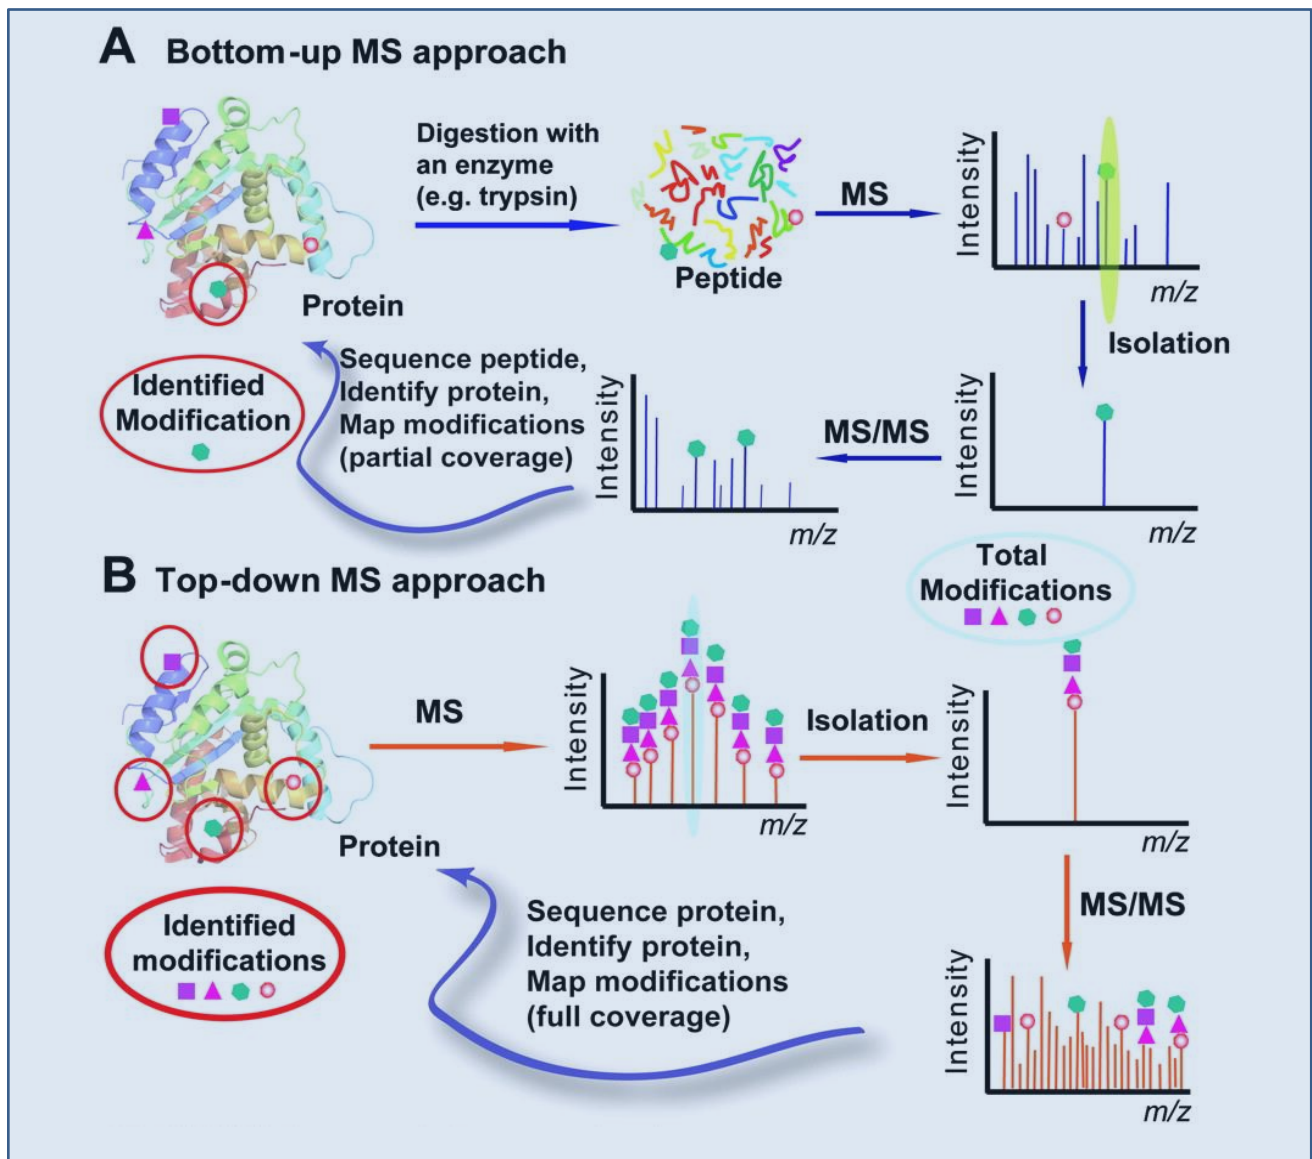 A Bottom-up MS approach
Digestion with
an enzyme
(e.g. trypsin)
Protein
Peptide
MS
Intensity
m/z
Isolation
Intensity
m/z
MS/MS
Intensity
m/z
Sequence peptide,
Identify protein,
Map modifications
(partial coverage)
Identified
Modification
B Top-down MS approach
Protein
MS
Intensity
m/z
Isolation
Total
Modifications
Intensity
m/z
MS/MS
Intensity
m/z
Sequence protein,
Identify protein,
Map modifications
(full coverage)
Identified
modifications